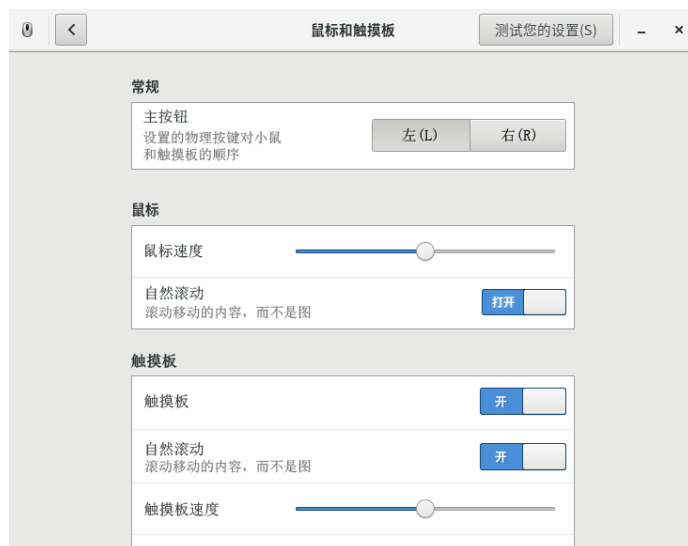 鼠标和触摸板
测试您的设置(S)
常规
主按钮
设置的物理按键对小鼠
和触摸板的顺序
左(L)
右(R)
鼠标
鼠标速度
自然滚动
滚动移动的内容，而不是图
打开
触摸板
触摸板
开
自然滚动
滚动移动的内容，而不是图
开
触摸板速度